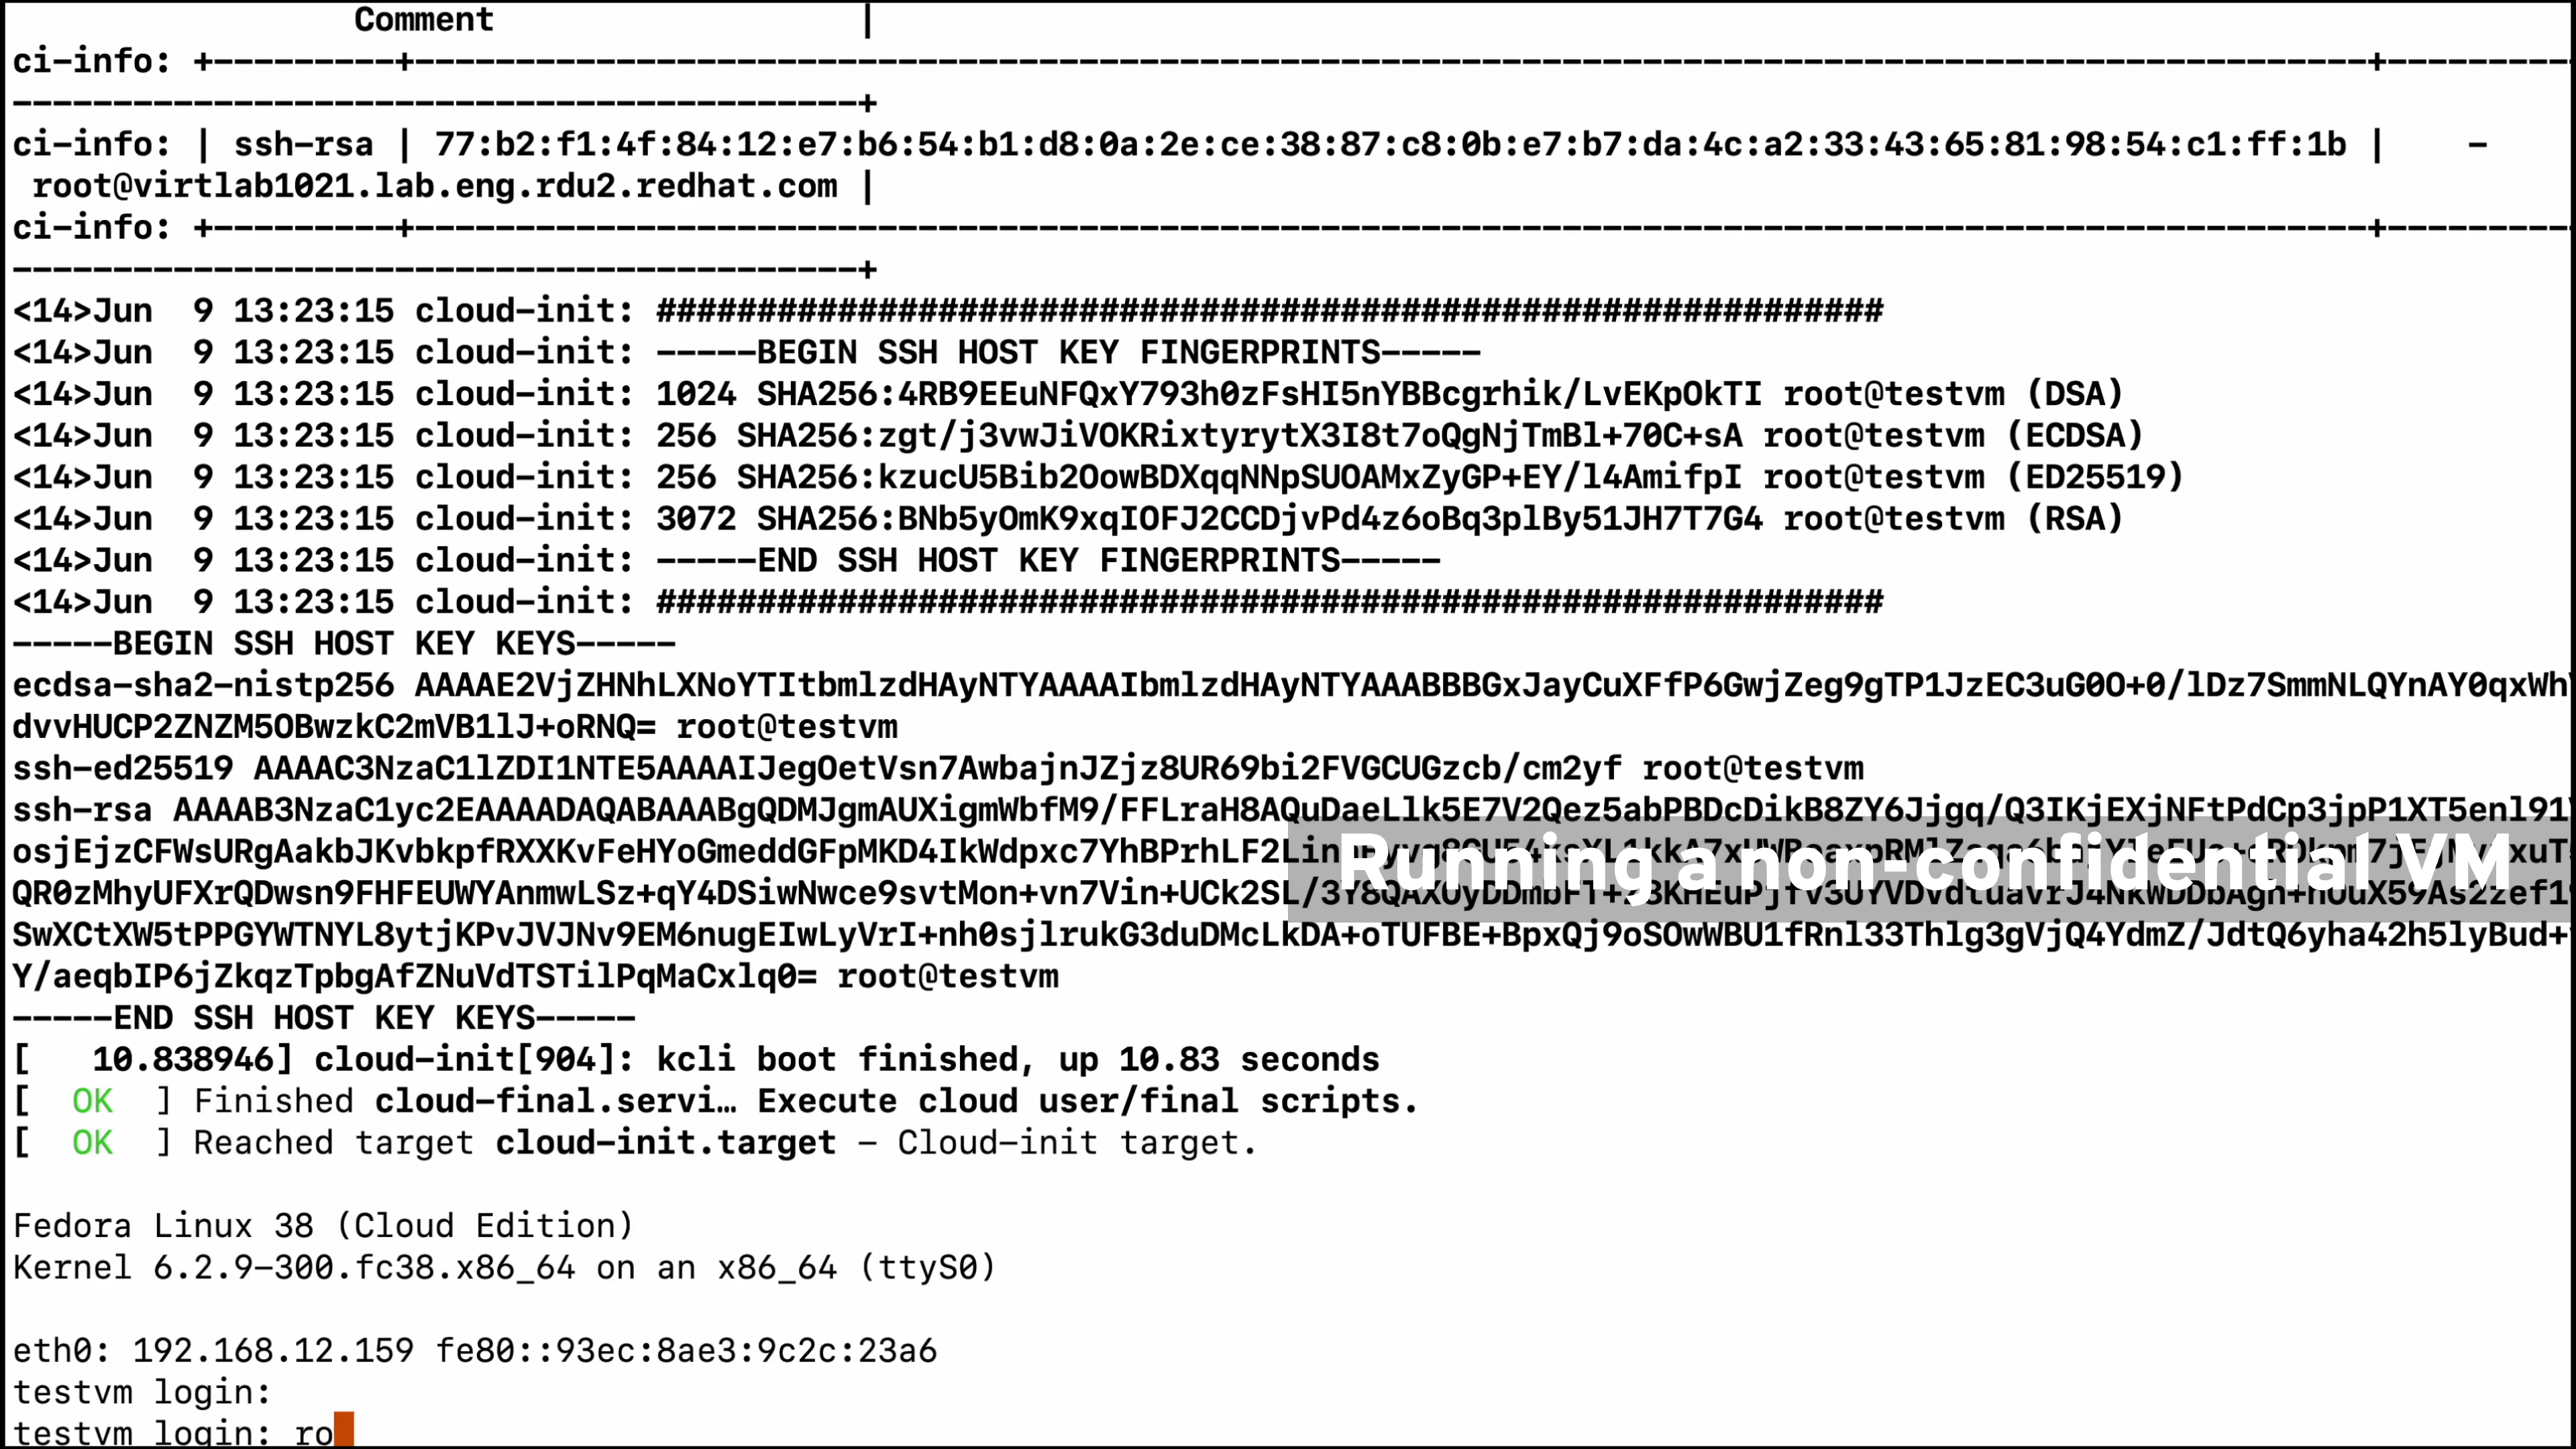 Comment |
ci-info: +---------+-------------------------------------------------------------------------------------------------+---------
------------------------------------------+
ci-info: | ssh-rsa | 77:b2:f1:4f:84:12:e7:b6:54:b1:d8:0a:2e:ce:38:87:c8:0b:e7:b7:da:4c:a2:33:43:65:81:98:54:c1:ff:1b | -
root@virtlab1021.lab.eng.rdu2.redhat.com |
ci-info: +---------+-------------------------------------------------------------------------------------------------+---------
------------------------------------------+
<14>Jun  9 13:23:15 cloud-init: #############################################################
<14>Jun  9 13:23:15 cloud-init: -----BEGIN SSH HOST KEY FINGERPRINTS-----
<14>Jun  9 13:23:15 cloud-init: 1024 SHA256:4RB9EEuNFQxY793h0zFsHI5nYBBcgrhik/LvEKpOkTI root@testvm (DSA)
<14>Jun  9 13:23:15 cloud-init: 256 SHA256:zgt/j3vwJiVOKRixtyrytX3I8t7oQgNjTmBl+70C+sA root@testvm (ECDSA)
<14>Jun  9 13:23:15 cloud-init: 256 SHA256:kzucU5Bib2OowBDXqqNNpSUOAMxZyGP+EY/l4AmifpI root@testvm (ED25519)
<14>Jun  9 13:23:15 cloud-init: 3072 SHA256:BNb5yOmK9xqIOFJ2CCDjvPd4z6oBq3plBy51JH7T7G4 root@testvm (RSA)
<14>Jun  9 13:23:15 cloud-init: -----END SSH HOST KEY FINGERPRINTS-----
<14>Jun  9 13:23:15 cloud-init: #############################################################
-----BEGIN SSH HOST KEY KEYS-----
ecdsa-sha2-nistp256 AAAAE2VjZHNhLXNoYTItbmlzdHAyNTYAAAAIbmlzdHAyNTYAAABBBGxJayCuXFfP6GwjZeg9gTP1JzEC3uG0O+0/lDz7SmmNLQYnAY0qxWh
dvvHUCP2ZNZM5OBwzkC2mVB1lJ+oRNQ= root@testvm
ssh-ed25519 AAAAC3NzaC1lZDI1NTE5AAAAIJegOetVsn7AwbajnJZjz8UR69bi2FVGCUGzcb/cm2yf root@testvm
ssh-rsa AAAAB3NzaC1yc2EAAAADAQABAAABgQDMJgmAUXigmWbfM9/FFLraH8AQuDaeLlk5E7V2Qez5abPBDcDikB8ZY6Jjgq/Q3IKjEXjNFtPdCp3jpP1XT5enl91
osjEjzCFWsURgAakbJKvbkpfRXXKvFeHYoGmeddGFpMKD4IkWdpxc7YhBPrhLF2L
Running a non-confidential VM
QR0zMhyUFXrQDwsn9FHFEUWYAnmwLSz+qY4DSiwNwce9svtMon+vn7Vin+UCk2SL
SwXCtXW5tPPGYWTNYL8ytjKPvJVJNv9EM6nugEIwLyVrI+nh0sjlrukG3duDMcLkDA+oTUFBE+BpxQj9oSOwWBU1fRnl33Thlg3gVjQ4YdmZ/JdtQ6yha42h5lyBud+
Y/aeqbIP6jZkqzTpbgAfZNuVdTSTilPqMaCxlq0= root@testvm
-----END SSH HOST KEY KEYS-----
[   10.838946] cloud-init[904]: kcli boot finished, up 10.83 seconds
[  OK  ] Finished cloud-final.servi… Execute cloud user/final scripts.
[  OK  ] Reached target cloud-init.target - Cloud-init target.
Fedora Linux 38 (Cloud Edition)
Kernel 6.2.9-300.fc38.x86_64 on an x86_64 (ttyS0)
eth0: 192.168.12.159 fe80::93ec:8ae3:9c2c:23a6
testvm login:
testvm login: ro